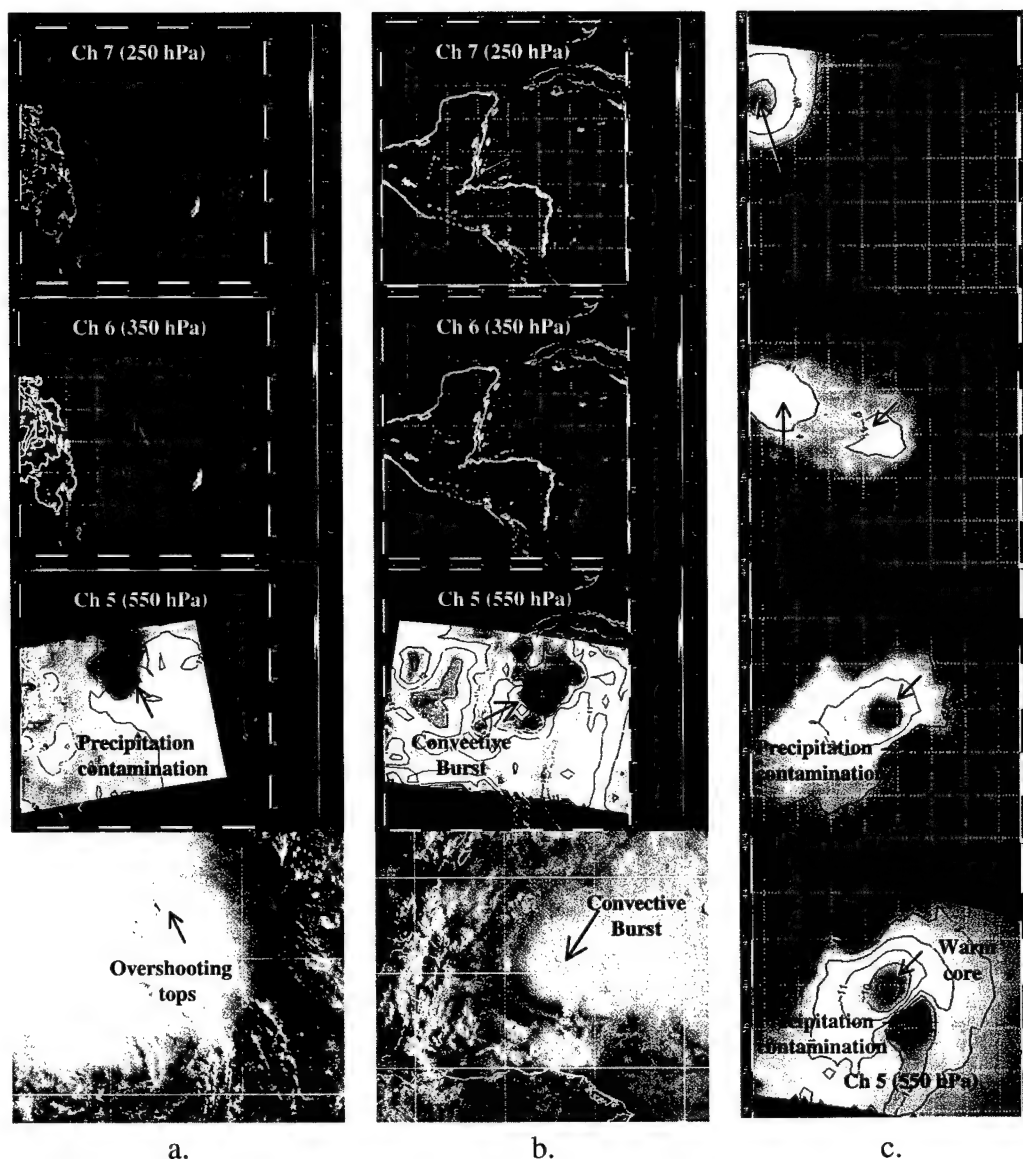 Ch 7 (250 hPa)
Ch 6 (350 hPa)
Ch 5 (550 hPa)
Precipitation
contamination
Overshooting
tops
a.
Ch 7 (250 hPa)
Ch 6 (350 hPa)
Ch 5 (550 hPa)
Convective
Burst
Convective
Burst
b.
Precipitation
contamination
Warm
core
Precipitation
contamination
Ch 5 (550 hPa)
c.